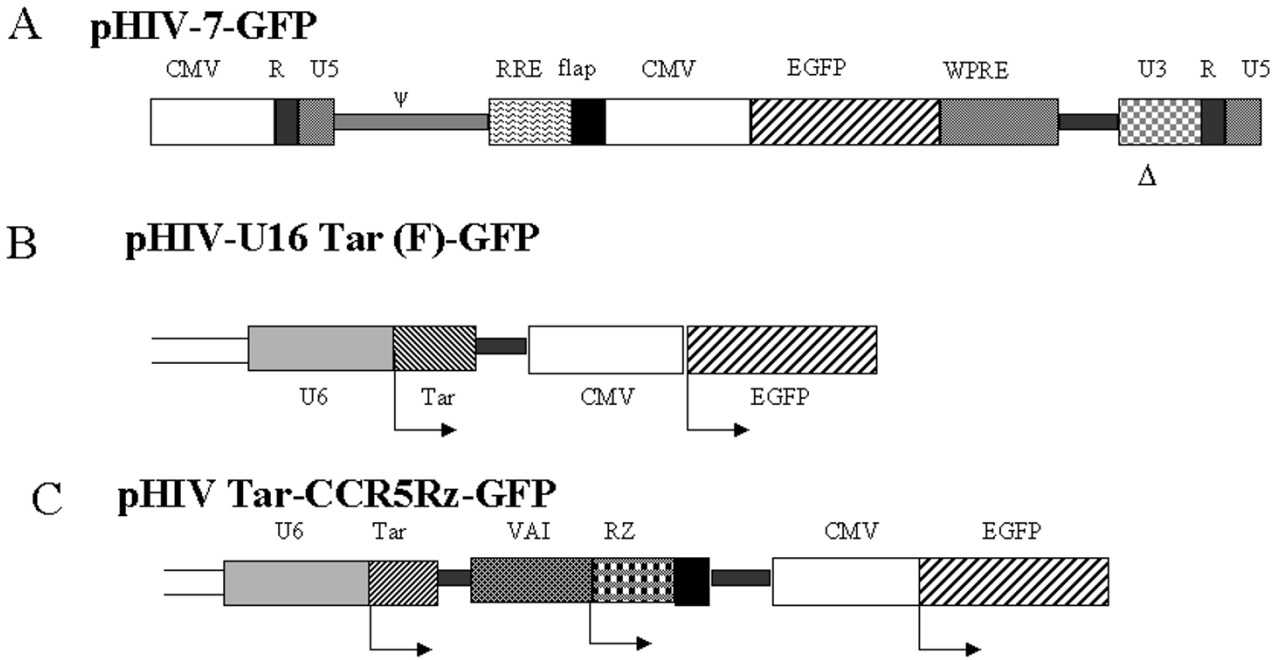 A pHIV-7-GFP
CMV R U5 RRE flap CMV EGFP WPRE U3 R U5
ψ
Δ
B pHIV-U16 Tar (F)-GFP
U6 Tar CMV EGFP
C pHIV Tar-CCR5Rz-GFP
U6 Tar VAI RZ CMV EGFP